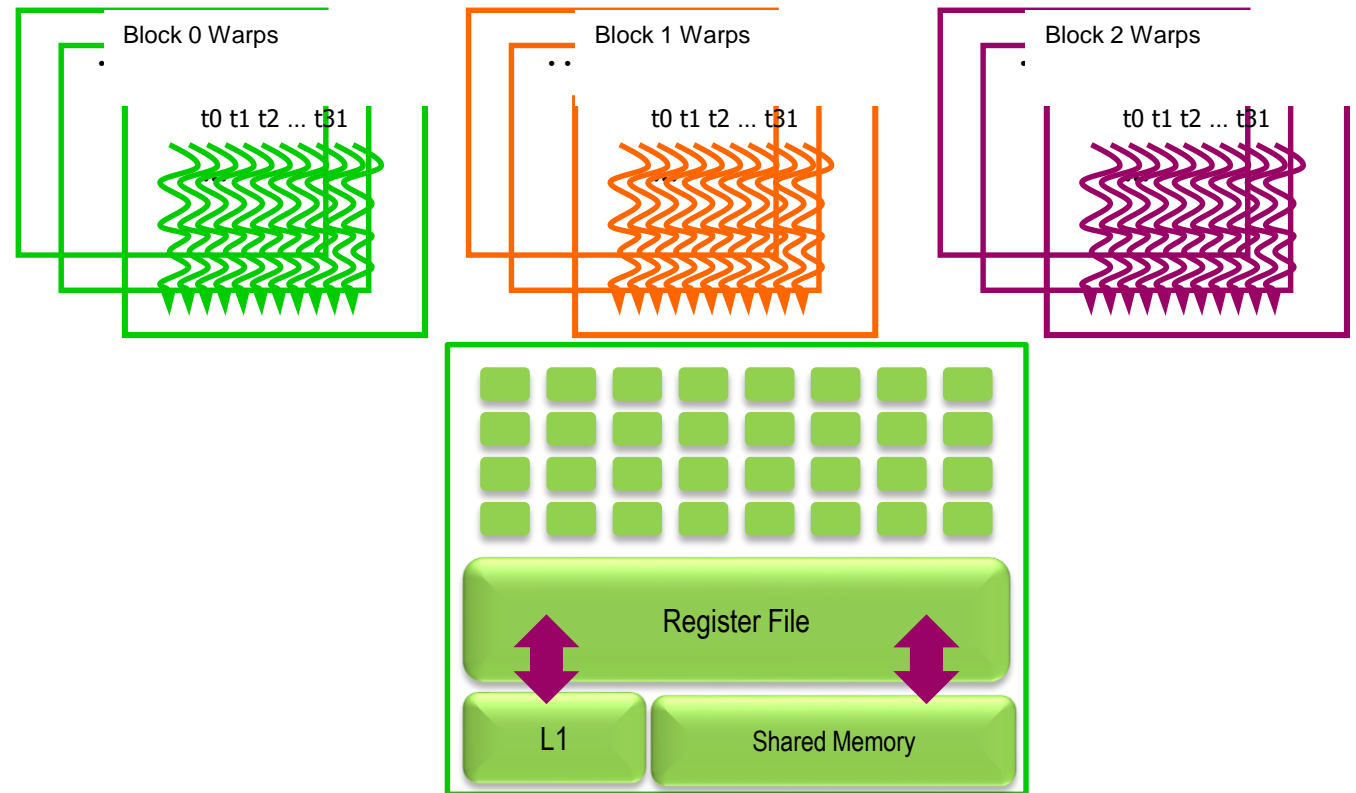 Block 0 Warps
Block 1 Warps
Block 2 Warps
t0 t1 t2 … t31
t0 t1 t2 … t31
t0 t1 t2 … t31
Register File
L1
Shared Memory